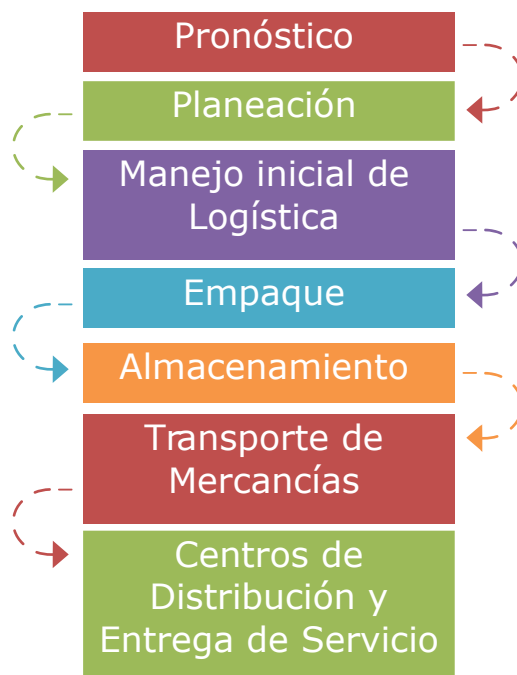 Pronóstico
Planeación
Manejo inicial de
Logística
Empaque
Almacenamiento
Transporte de
Mercancías
Centros de
Distribución y
Entrega de Servicio